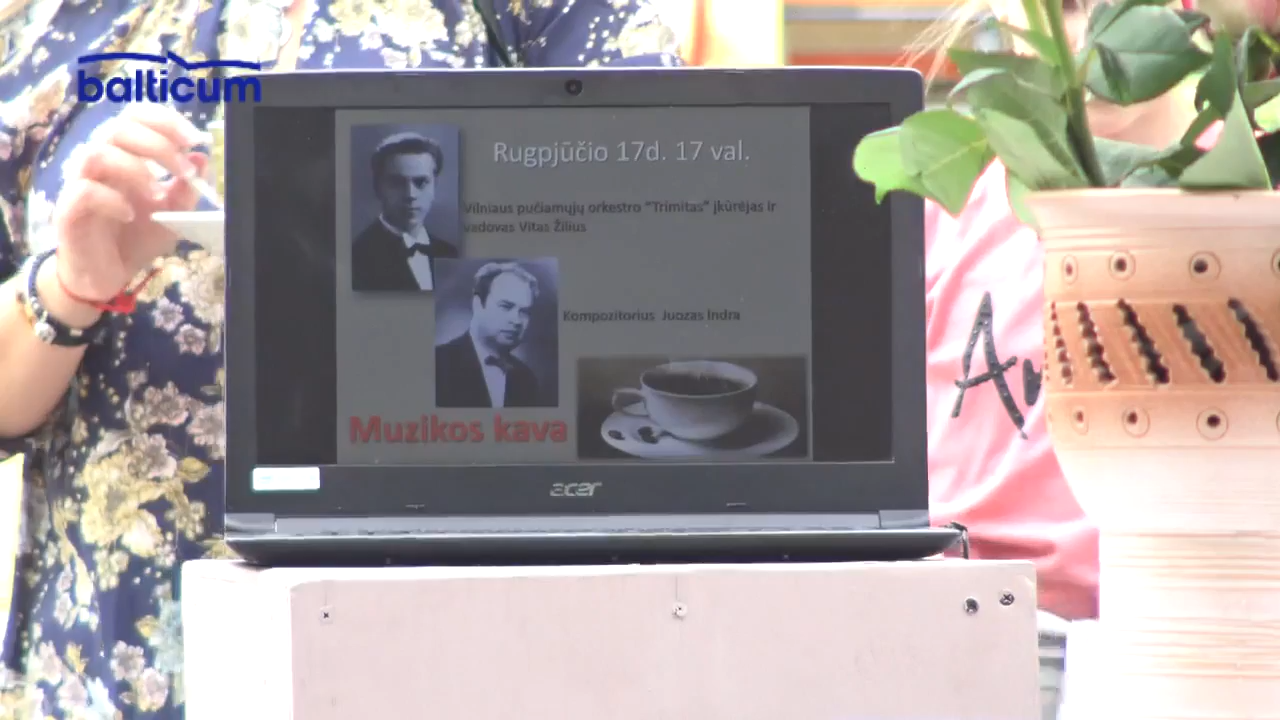 balticum
Rugpjūčio 17d. 17 val.
Vilniaus pučiamųjų orkestro "Trimitas" įkūrėjas ir
vadovas Vitas Žilius
Kompozitorius Juozas Indra
Muzikos kava
acer